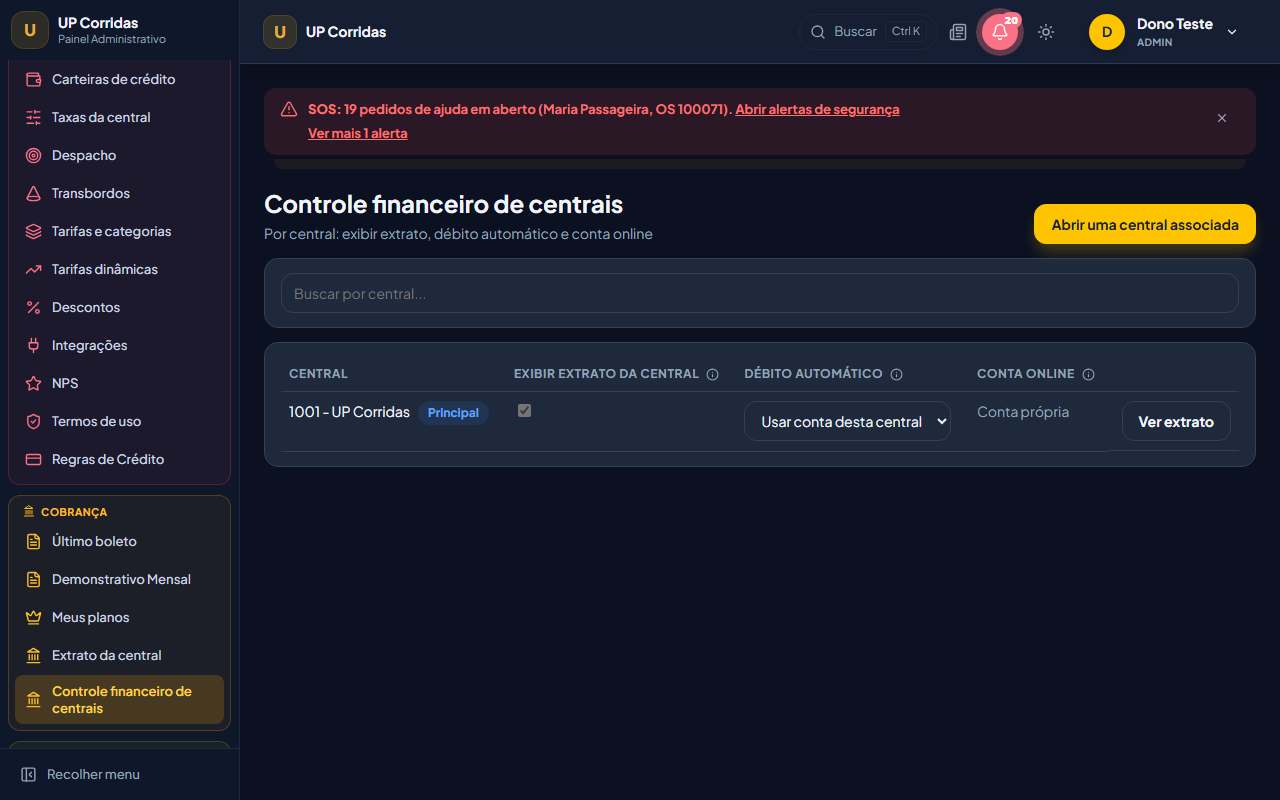 U
UP Corridas
Painel Administrativo
Carteiras de crédito
Taxas da central
Despacho
Transbordos
Tarifas e categorias
Tarifas dinâmicas
Descontos
Integrações
NPS
Termos de uso
Regras de Crédito
COBRANÇA
Último boleto
Demonstrativo Mensal
Meus planos
Extrato da central
Controle financeiro de
centrais
Recolher menu
U
UP Corridas
Buscar
Ctrl K
20
D
Dono Teste
ADMIN
SOS: 19 pedidos de ajuda em aberto (Maria Passageira, OS 100071). Abrir alertas de segurança
Ver mais 1 alerta
Controle financeiro de centrais
Por central: exibir extrato, débito automático e conta online
Abrir uma central associada
Buscar por central...
CENTRAL
EXIBIR EXTRATO DA CENTRAL
DÉBITO AUTOMÁTICO
CONTA ONLINE
1001 - UP Corridas
Principal
Usar conta desta central
Conta própria
Ver extrato